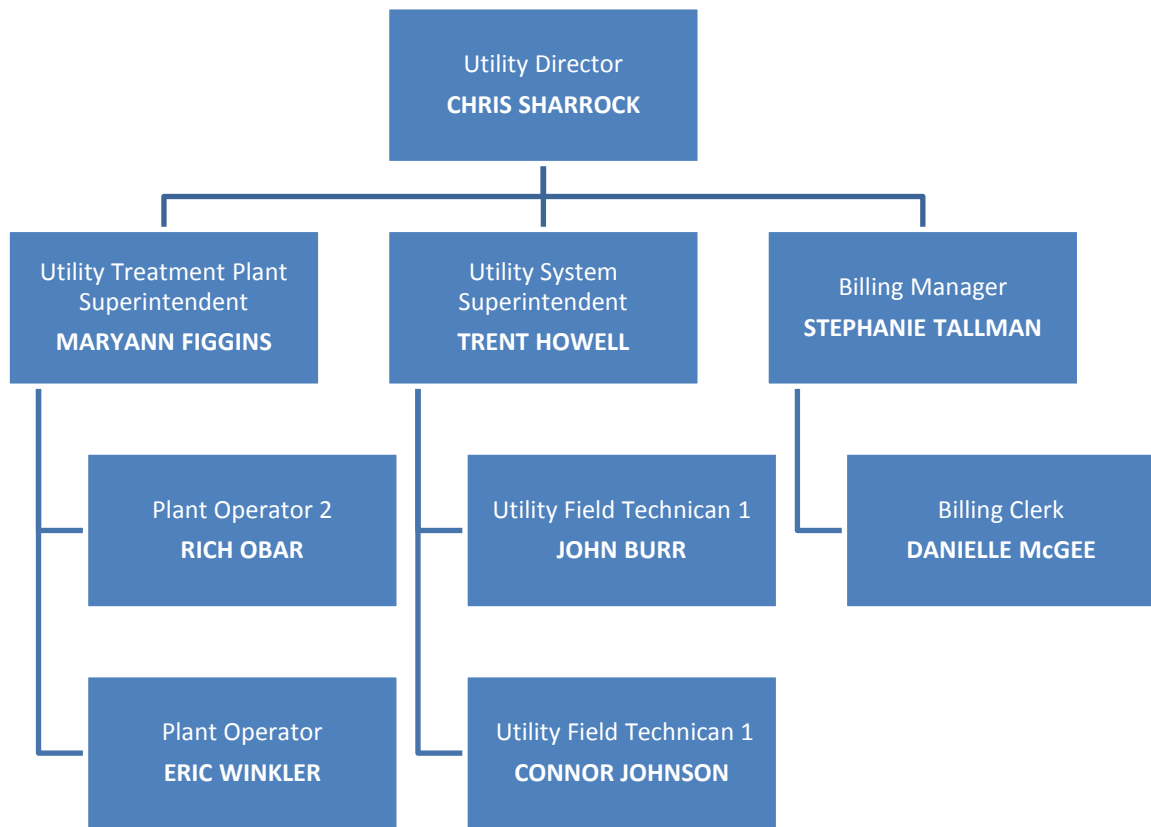 Utility Director
CHRIS SHARROCK
Utility Treatment Plant
Superintendent
MARYANN FIGGINS
Utility System
Superintendent
TRENT HOWELL
Billing Manager
STEPHANIE TALLMAN
Plant Operator 2
RICH OBAR
Utility Field Technican 1
JOHN BURR
Billing Clerk
DANIELLE McGEE
Plant Operator
ERIC WINKLER
Utility Field Technican 1
CONNOR JOHNSON